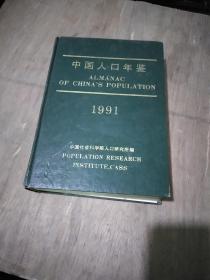 中国人口年鉴
ALMANAC
OF CHINA'S POPULATION
1991
中国社会科学院人口研究所编
POPULATION RESEARCH
INSTITUTE,CASS